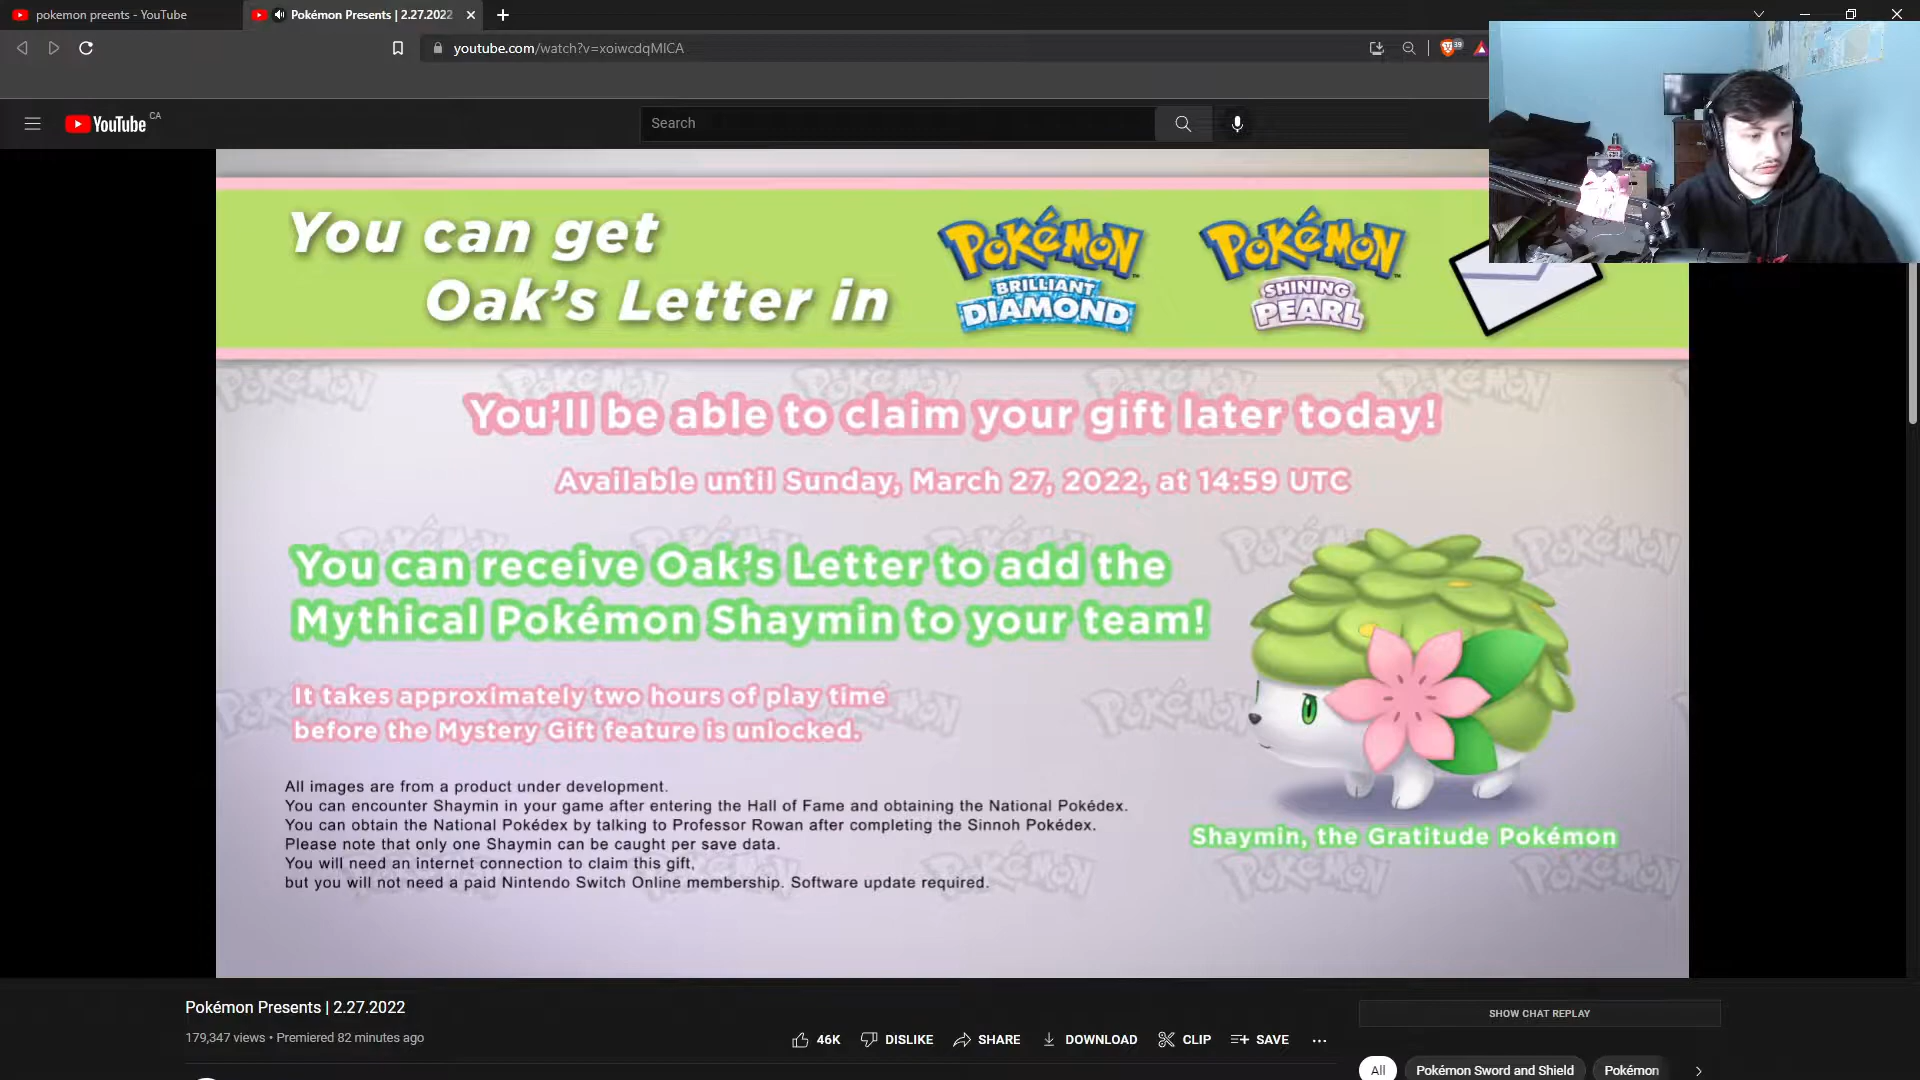 pokemon preents - YouTube
Pokémon Presents | 2.27.2022
youtube.com/watch?v=xoiwcdqMICA
39
YouTube CA
Search
You can get
Oak's Letter in
POKéMON
BRILLIANT
DIAMOND
POKéMON
SHINING
PEARL
You'll be able to claim your gift later today!
Available until Sunday, March 27, 2022, at 14:59 UTC
You can receive Oak's Letter to add the
Mythical Pokémon Shaymin to your team!
It takes approximately two hours of play time
before the Mystery Gift feature is unlocked.
All images are from a product under development.
You can encounter Shaymin in your game after entering the Hall of Fame and obtaining the National Pokédex.
You can obtain the National Pokédex by talking to Professor Rowan after completing the Sinnoh Pokédex.
Please note that only one Shaymin can be caught per save data.
You will need an internet connection to claim this gift,
but you will not need a paid Nintendo Switch Online membership. Software update required.
Shaymin, the Gratitude Pokémon
Pokémon Presents | 2.27.2022
179,347 views • Premiered 82 minutes ago
46K DISLIKE SHARE DOWNLOAD CLIP SAVE
SHOW CHAT REPLAY
All Pokémon Sword and Shield Pokémon